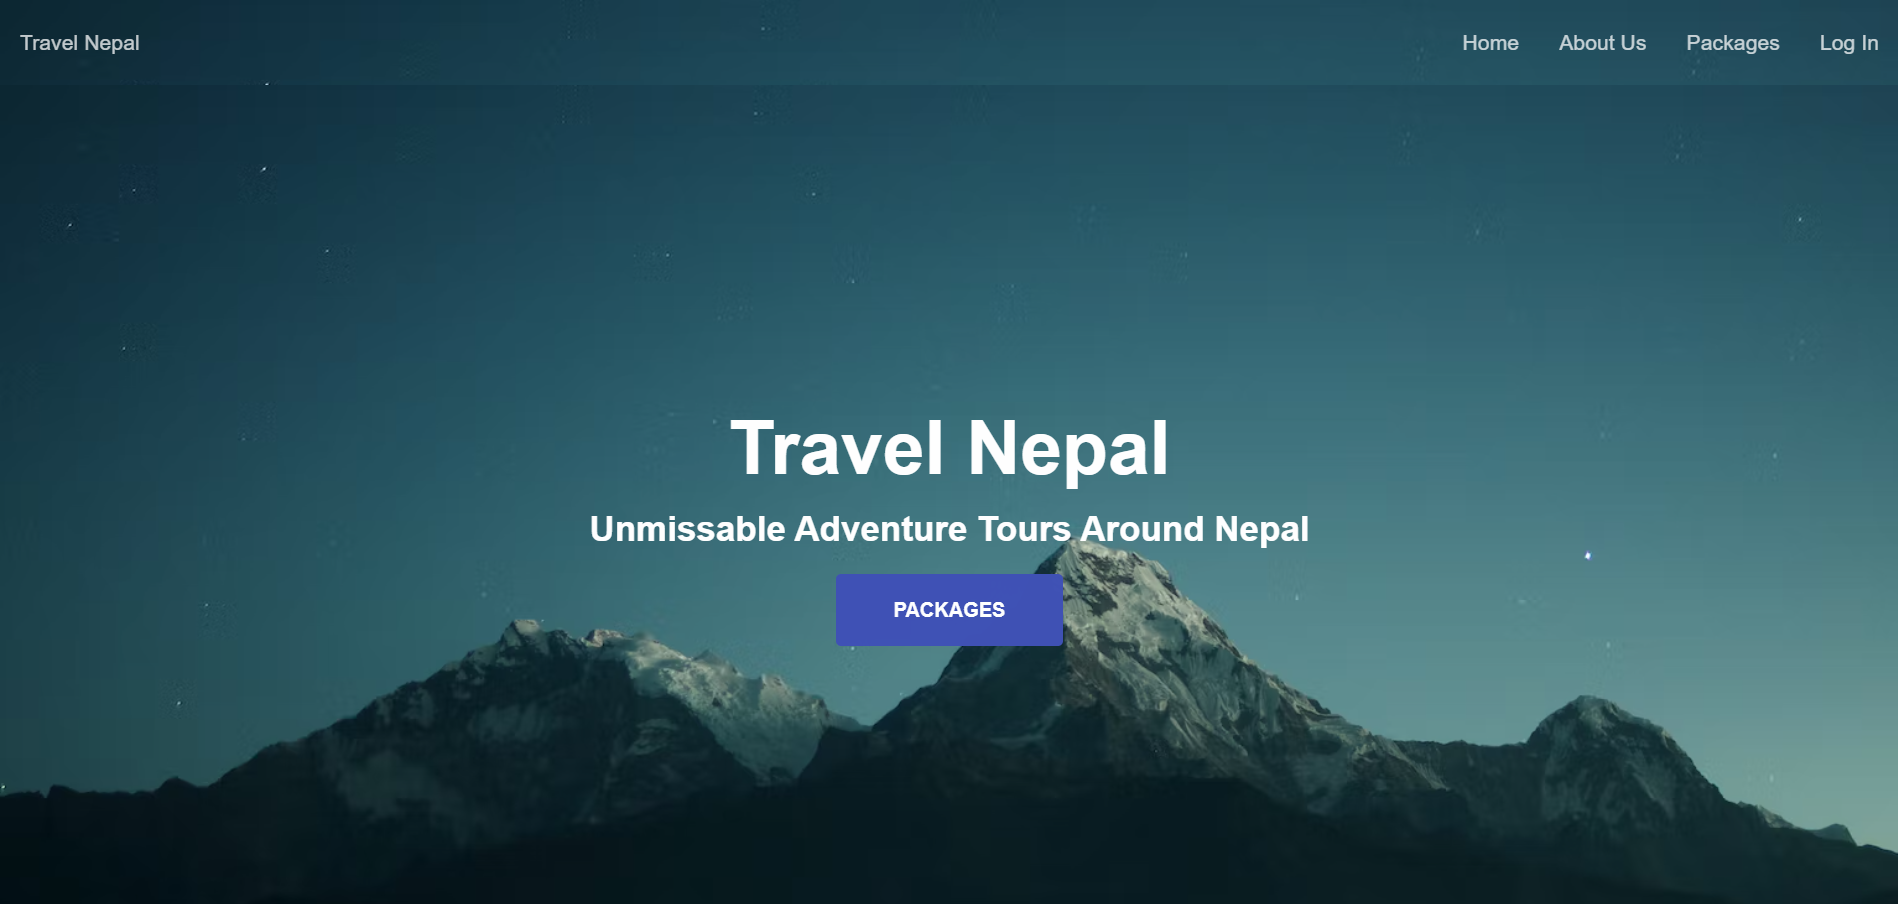 Travel Nepal
Home About Us Packages Log In
Travel Nepal
Unmissable Adventure Tours Around Nepal
PACKAGES